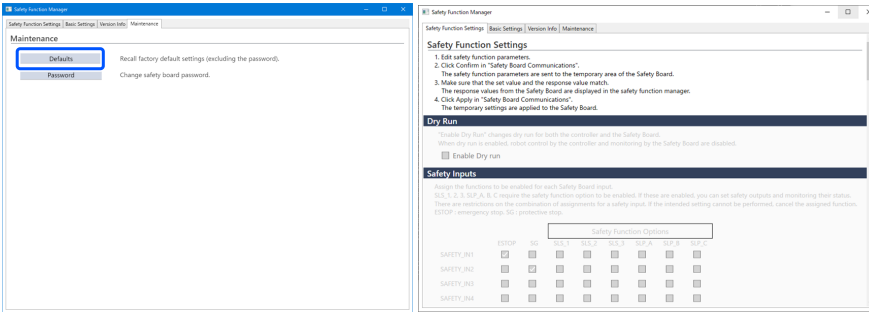 Safety Function Manager
Safety Function Settings Basic Settings Version Info Maintenance
Maintenance
Defaults Recall factory default settings (excluding the password).
Password Change safety board password.
Safety Function Manager
Safety Function Settings Basic Settings Version Info Maintenance
Safety Function Settings
1. Edit safety function parameters.
2. Click Confirm in "Safety Board Communications".
The safety function parameters are sent to the temporary area of the Safety Board.
3. Make sure that the set value and the response value match.
The response values from the Safety Board are displayed in the safety function manager.
4. Click Apply in "Safety Board Communications".
The temporary settings are applied to the Safety Board.
Dry Run
"Enable Dry Run" changes dry run for both the controller and the Safety Board.
When dry run is enabled, robot control by the controller and monitoring by the Safety Board are disabled.
Enable Dry run
Safety Inputs
Assign the functions to be enabled for each Safety Board input.
SLS_1, 2, 3, SLP_A, B, C require the safety function option to be enabled. If these are enabled, you can set safety outputs and monitoring their status.
There are restrictions on the combination of assignments for a safety input. If the intended setting cannot be performed, cancel the assigned function.
ESTOP : emergency stop, SG : protective stop
Safety Function Options
ESTOP SG SLS_1 SLS_2 SLS_3 SLP_A SLP_B SLP_C
SAFETY_IN1
SAFETY_IN2
SAFETY_IN3
SAFETY_IN4